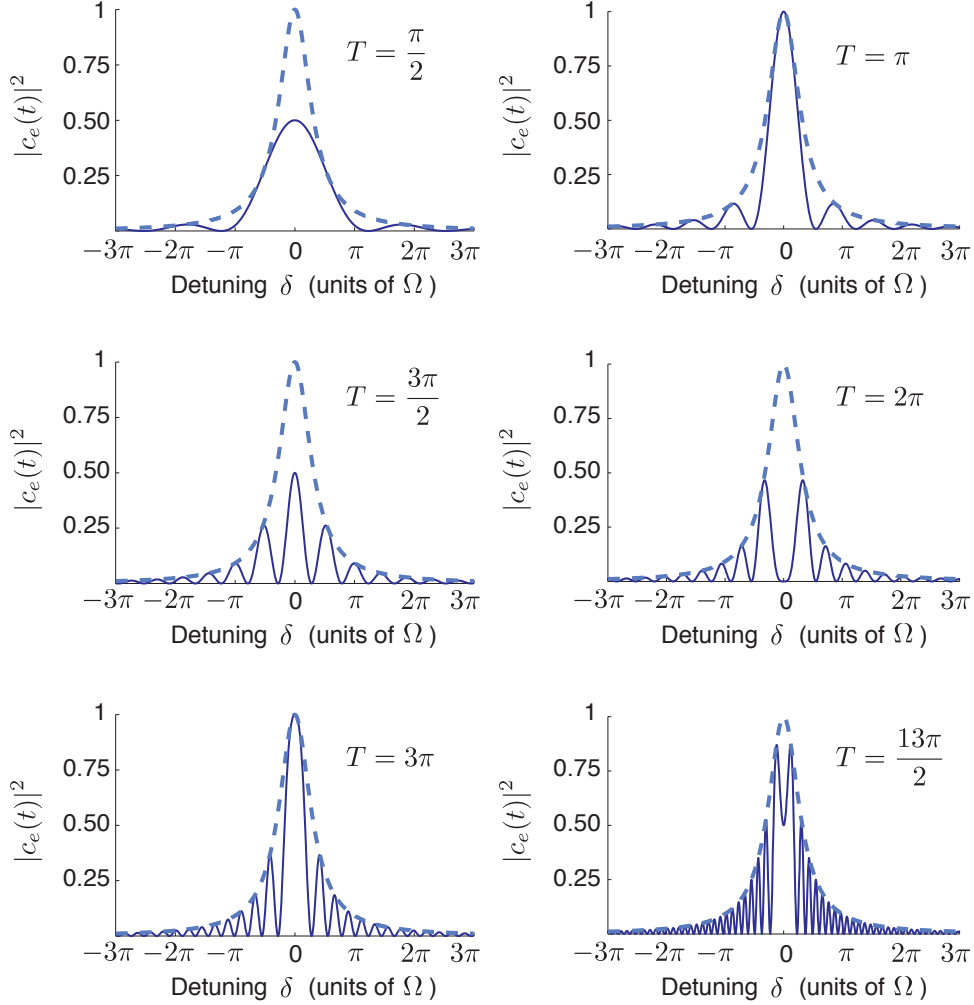 1
0.75
0.50
0.25
|c_e(t)|^2
T = π/2
−3π −2π −π 0 π 2π 3π
Detuning δ (units of Ω )
1
0.75
0.50
0.25
|c_e(t)|^2
T = π
−3π −2π −π 0 π 2π 3π
Detuning δ (units of Ω )
1
0.75
0.50
0.25
|c_e(t)|^2
T = 3π/2
−3π −2π −π 0 π 2π 3π
Detuning δ (units of Ω )
1
0.75
0.50
0.25
|c_e(t)|^2
T = 2π
−3π −2π −π 0 π 2π 3π
Detuning δ (units of Ω )
1
0.75
0.50
0.25
|c_e(t)|^2
T = 3π
−3π −2π −π 0 π 2π 3π
Detuning δ (units of Ω )
1
0.75
0.50
0.25
|c_e(t)|^2
T = 13π/2
−3π −2π −π 0 π 2π 3π
Detuning δ (units of Ω )